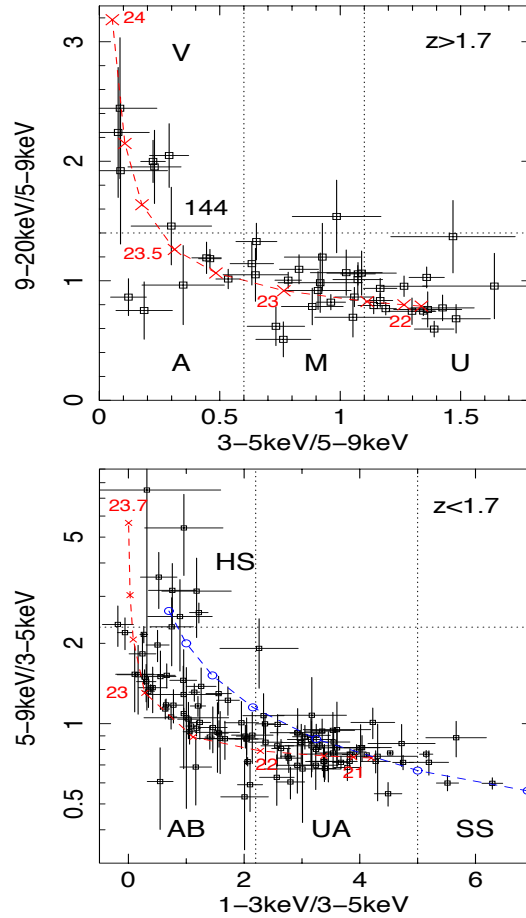 3
24
V
z>1.7
2
144
23.5
1
23
22
A
M
U
0
0
0.5
1
1.5
9−20keV/5−9keV
3−5keV/5−9keV
23.7
z<1.7
5
HS
2
23
1
22
21
0.5
AB
UA
SS
0
2
4
6
5−9keV/3−5keV
1−3keV/3−5keV